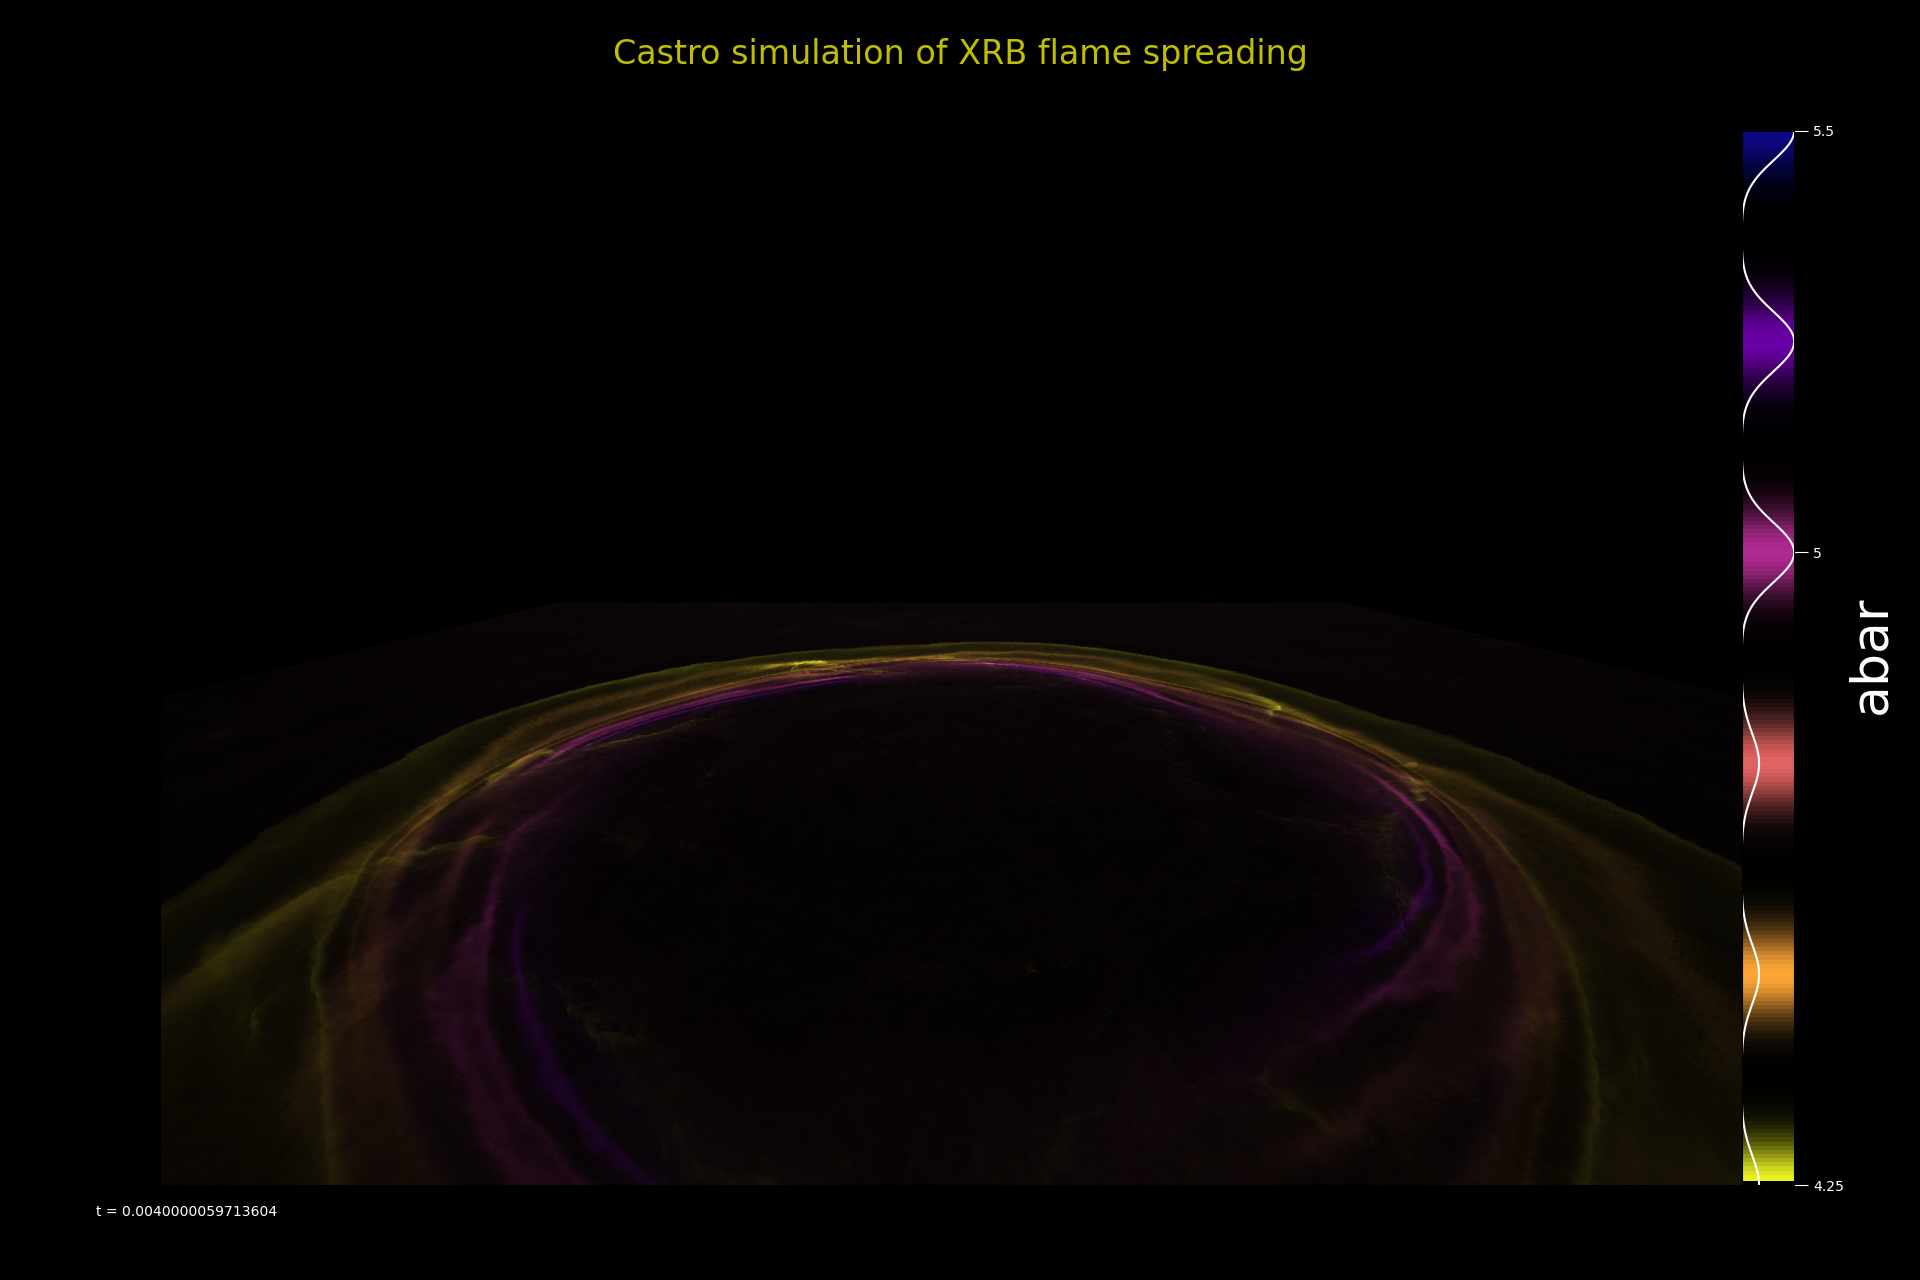 Castro simulation of XRB flame spreading
5.5
5
abar
4.25
t = 0.0040000059713604